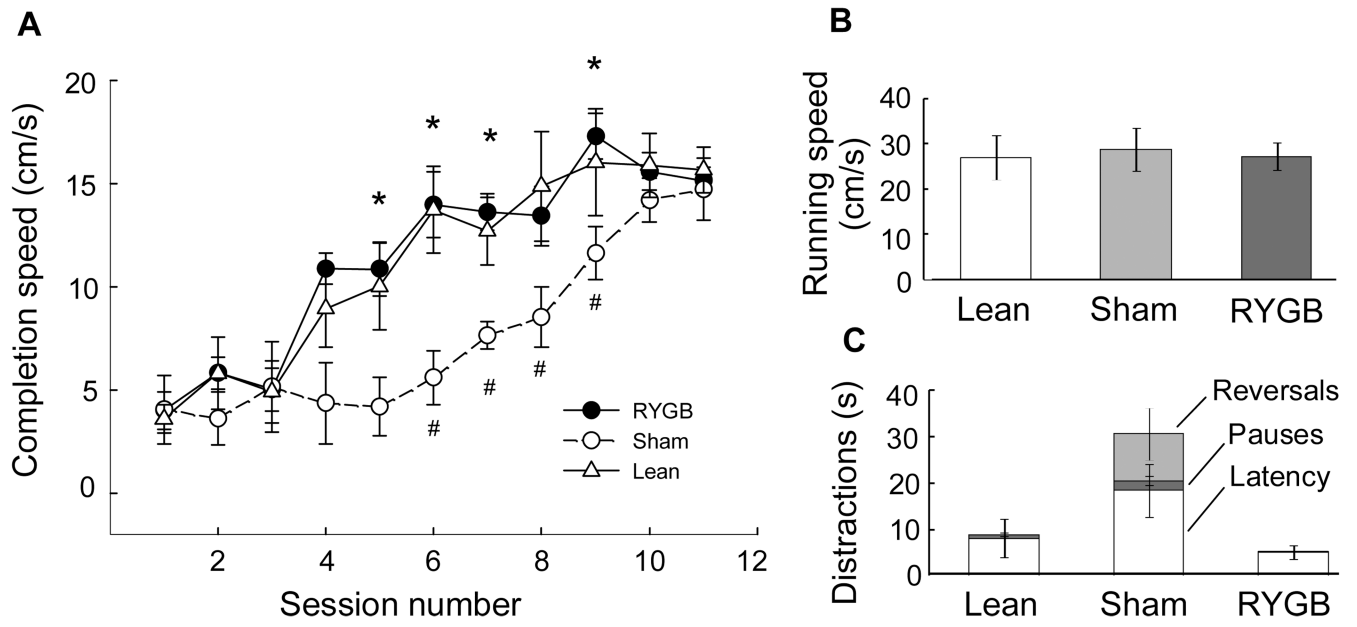 A
Completion speed (cm/s)
20
15
10
5
0
* * * *
*
# # # #
RYGB
Sham
Lean
2 4 6 8 10 12
Session number
B
Running speed
(cm/s)
40
30
20
10
0
Lean Sham RYGB
C
Distractions (s)
40
30
20
10
0
Reversals
Pauses
Latency
Lean Sham RYGB